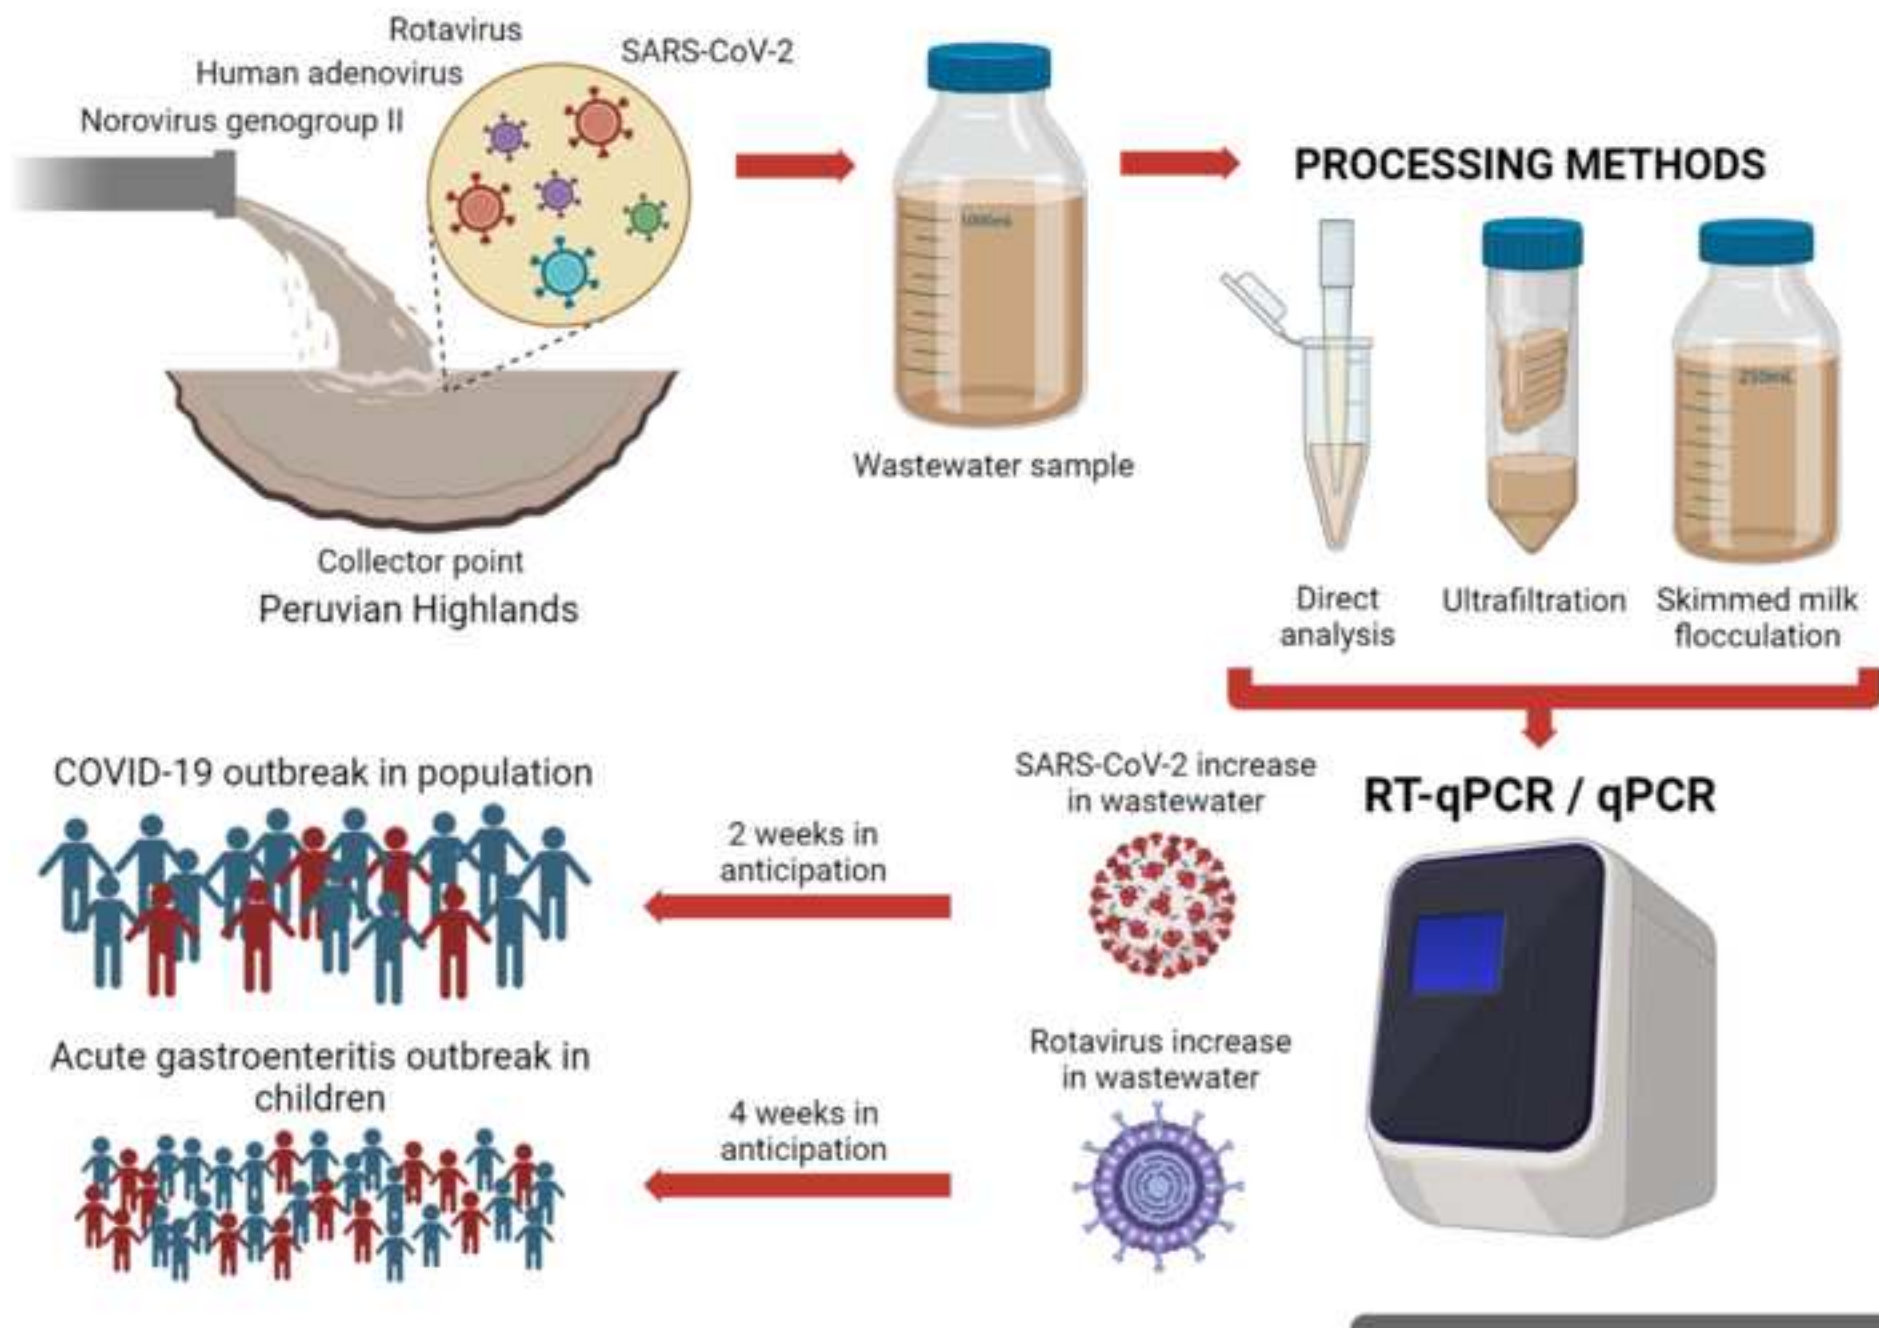 Rotavirus
SARS-CoV-2
Human adenovirus
Norovirus genogroup II
1000mL
Wastewater sample
PROCESSING METHODS
250mL
Collector point
Peruvian Highlands
Direct
analysis
Ultrafiltration
Skimmed milk
flocculation
RT-qPCR / qPCR
SARS-CoV-2 increase
in wastewater
2 weeks in
anticipation
COVID-19 outbreak in population
Rotavirus increase
in wastewater
4 weeks in
anticipation
Acute gastroenteritis outbreak in
children